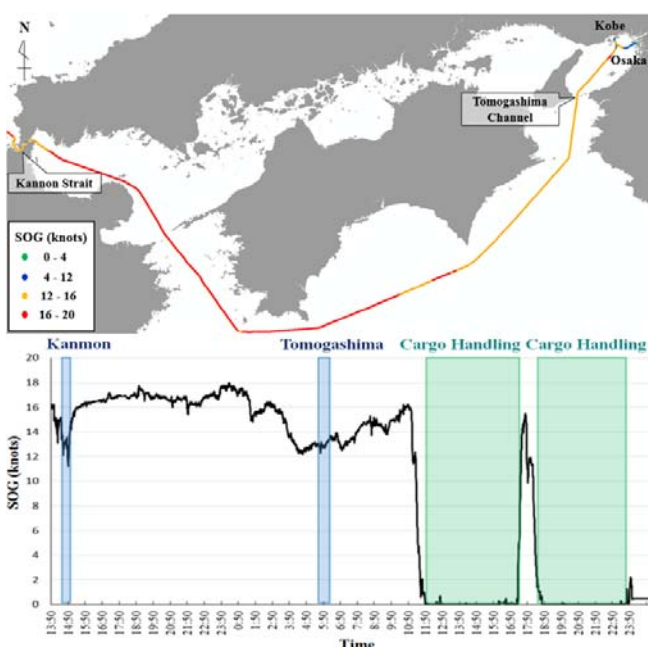 N
Kobe
Osaka
Tomogashima
Channel
Kannon Strait
SOG (knots)
0 - 4
4 - 12
12 - 16
16 - 20
Kanmon Tomogashima Cargo Handling Cargo Handling
20
18
16
14
12
10
8
6
4
2
0
SOG (knots)
13:50 14:50 15:50 16:50 17:50 18:50 19:50 20:50 21:50 22:50 23:50 0:50 1:50 2:50 3:50 4:50 5:50 6:50 7:50 8:50 9:50 10:50 11:50 12:50 13:50 14:50 15:50 16:50 17:50 18:50 19:50 20:50 21:50 22:50 23:50
Time